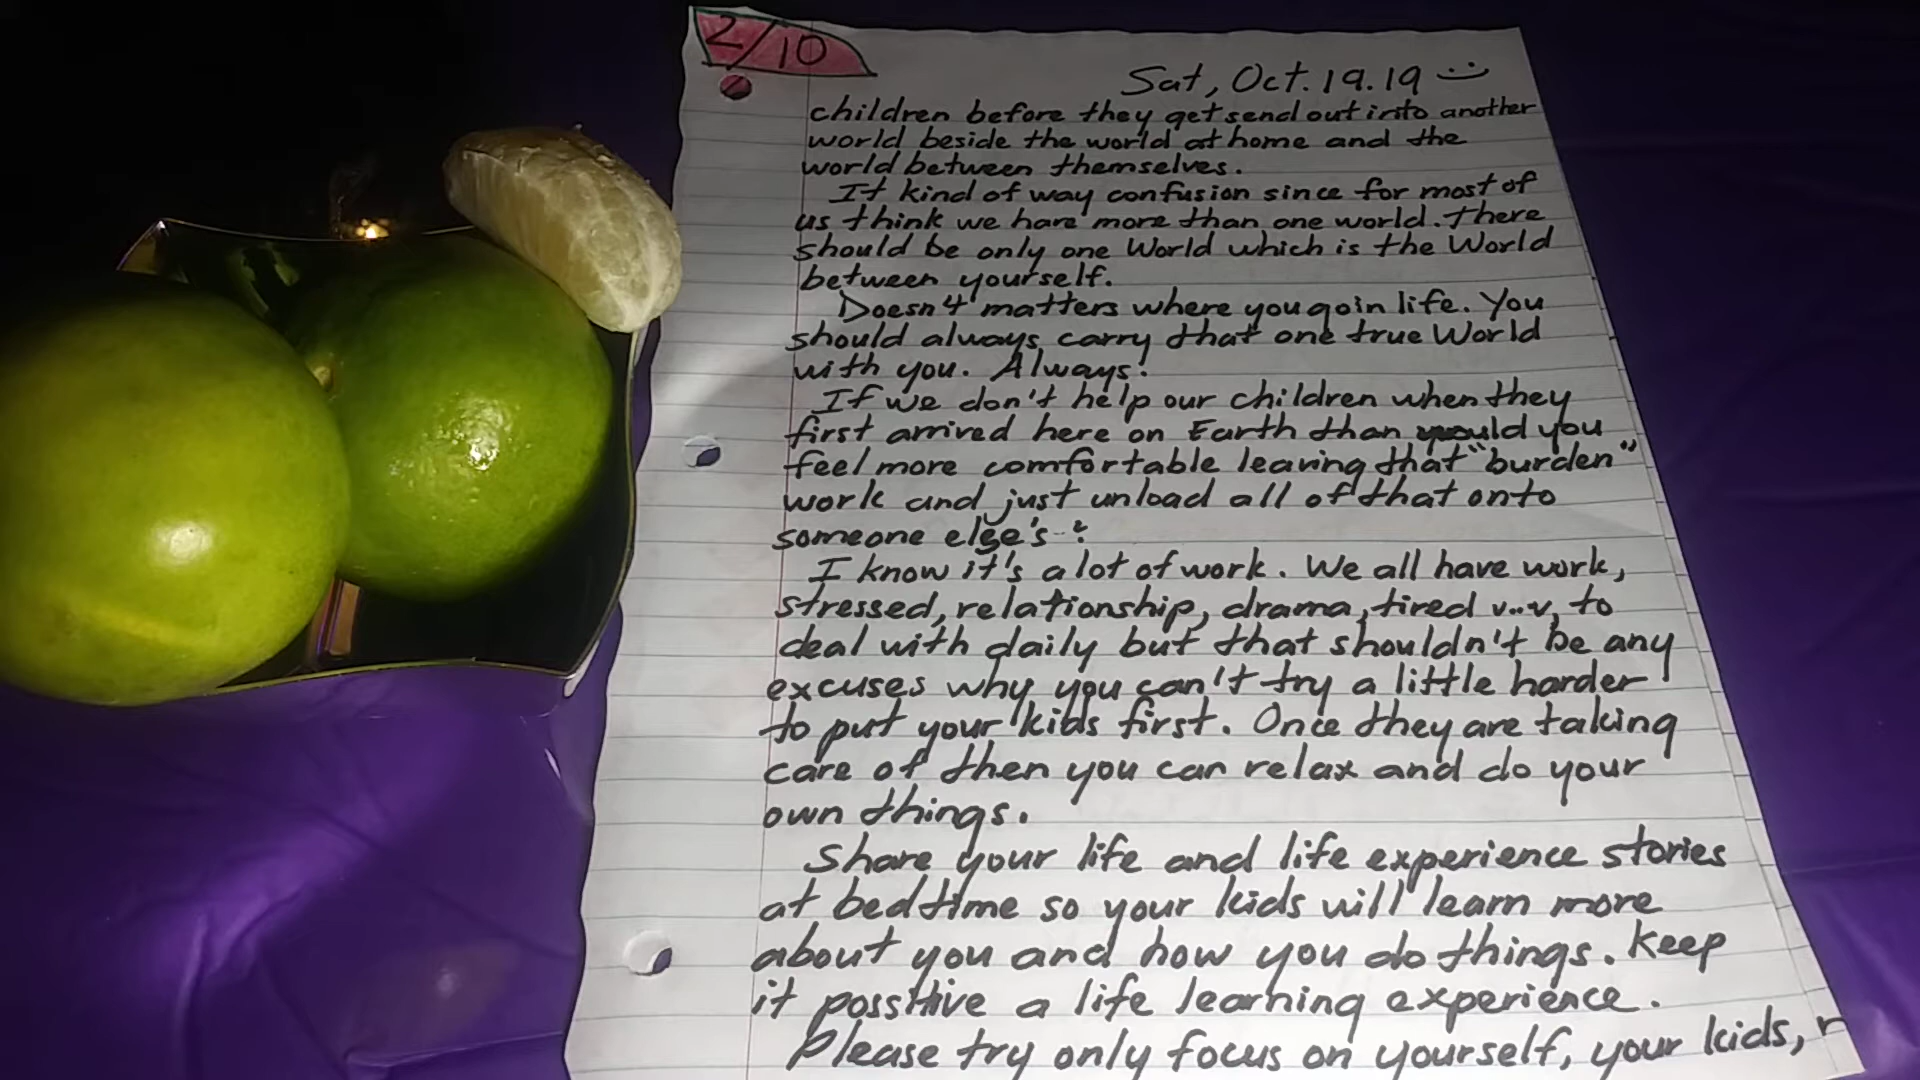 2/10
Sat, Oct. 19.19
children before they get send out into another
world beside the world at home and the
world between themselves.
It kind of way confusion since for most of
us think we have more than one world. There
should be only one World which is the World
between yourself.
Doesn't matters where you go in life. You
should always carry that one true World
with you. Always!
If we don't help our children when they
first arrived here on Earth than would you
feel more comfortable leaving that "burden"
work and just unload all of that onto
someone else's..?
I know it's a lot of work. We all have work,
stressed, relationship, drama, tired v..v, to
deal with daily but that shouldn't be any
excuses why you can't try a little harder
to put your kids first. Once they are taking
care of then you can relax and do your
own things.
Share your life and life experience stories
at bedtime so your kids will learn more
about you and how you do things. Keep
it possitive a life learning experience.
Please try only focus on yourself, your kids,